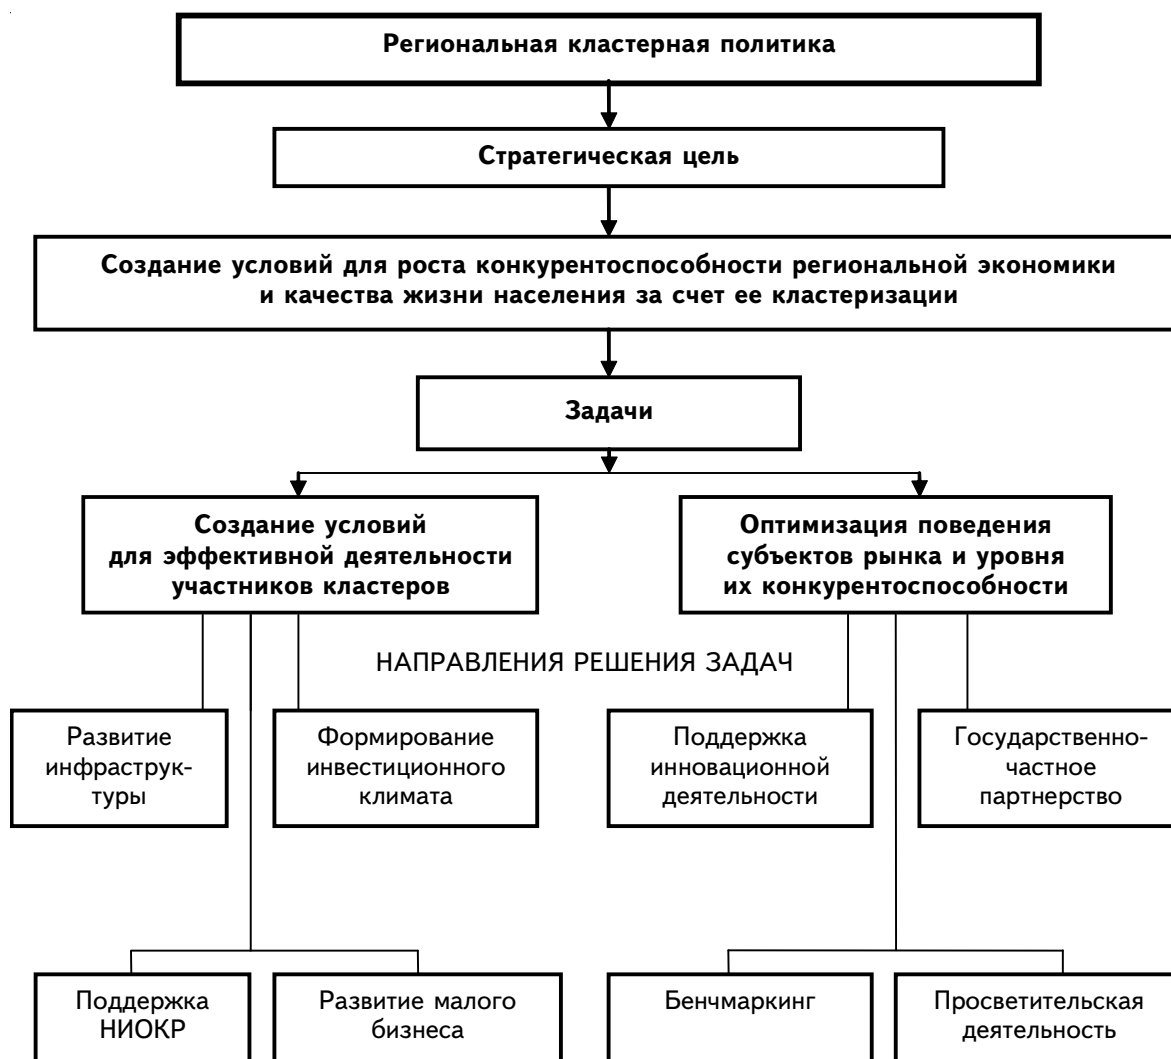 Региональная кластерная политика
Стратегическая цель
Создание условий для роста конкурентоспособности региональной экономики
и качества жизни населения за счет ее кластеризации
Задачи
Создание условий
для эффективной деятельности
участников кластеров
Оптимизация поведения
субъектов рынка и уровня
их конкурентоспособности
НАПРАВЛЕНИЯ РЕШЕНИЯ ЗАДАЧ
Развитие
инфраструк-
туры
Формирование
инвестиционного
климата
Поддержка
инновационной
деятельности
Государственно-
частное
партнерство
Поддержка
НИОКР
Развитие малого
бизнеса
Бенчмаркинг
Просветительская
деятельность